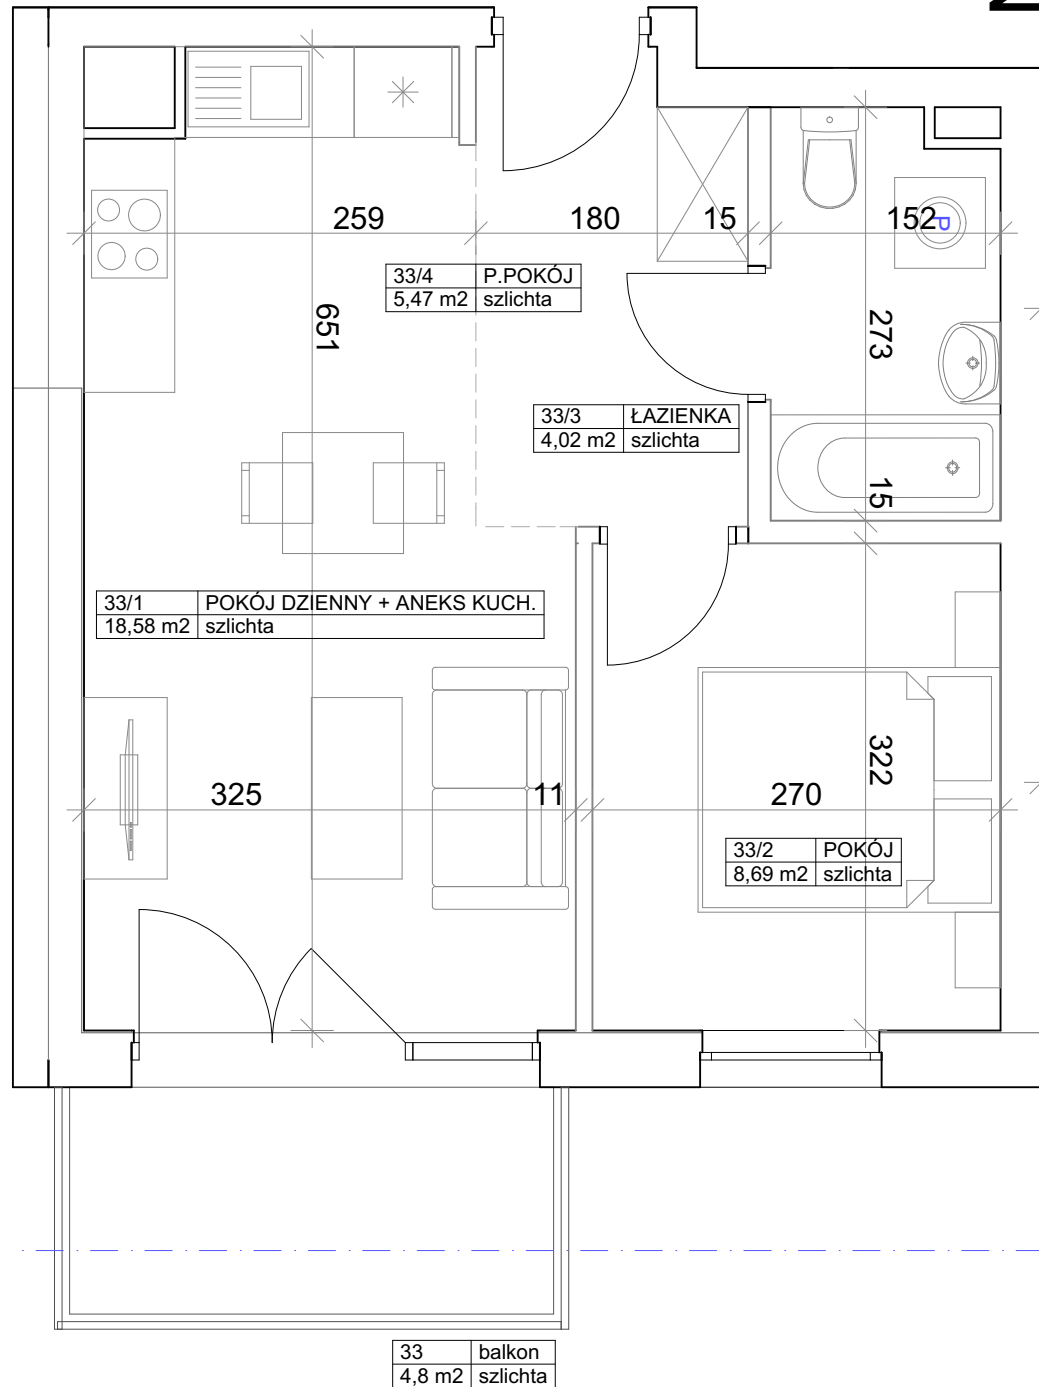 259
180
15
152
P
33/4 P.POKÓJ
5,47 m2 szlichta
651
273
33/3 ŁAZIENKA
4,02 m2 szlichta
15
33/1 POKÓJ DZIENNY + ANEKS KUCH.
18,58 m2 szlichta
322
325
11
270
33/2 POKÓJ
8,69 m2 szlichta
33 balkon
4,8 m2 szlichta